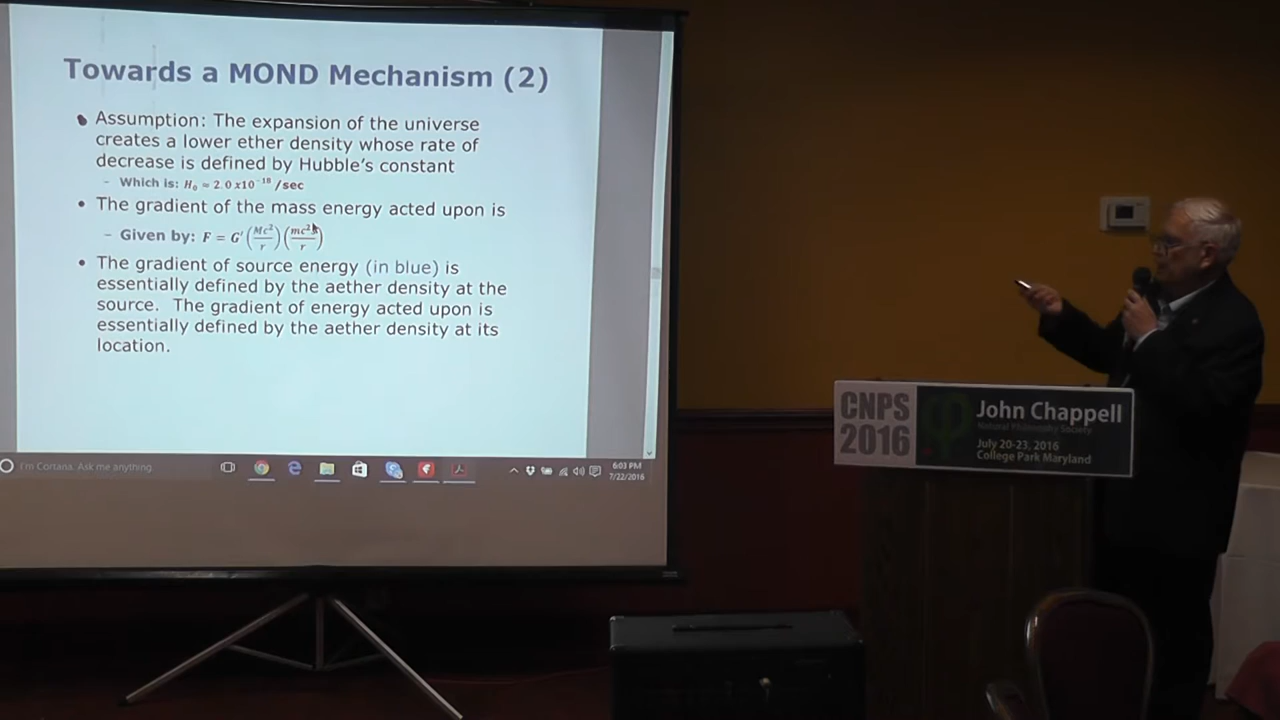 Towards a MOND Mechanism (2)
• Assumption: The expansion of the universe
creates a lower ether density whose rate of
decrease is defined by Hubble's constant
– Which is: H₀ ≈ 2.0x10⁻¹⁸/sec
• The gradient of the mass energy acted upon is
– Given by: F = G′(Mc²/r)(mc²/r)
• The gradient of source energy (in blue) is
essentially defined by the aether density at the
source. The gradient of energy acted upon is
essentially defined by the aether density at its
location.
I'm Cortana. Ask me anything.
6:03 PM
7/22/2016
CNPS
2016
John Chappell
Natural Philosophy Society
July 20-23, 2016
College Park Maryland